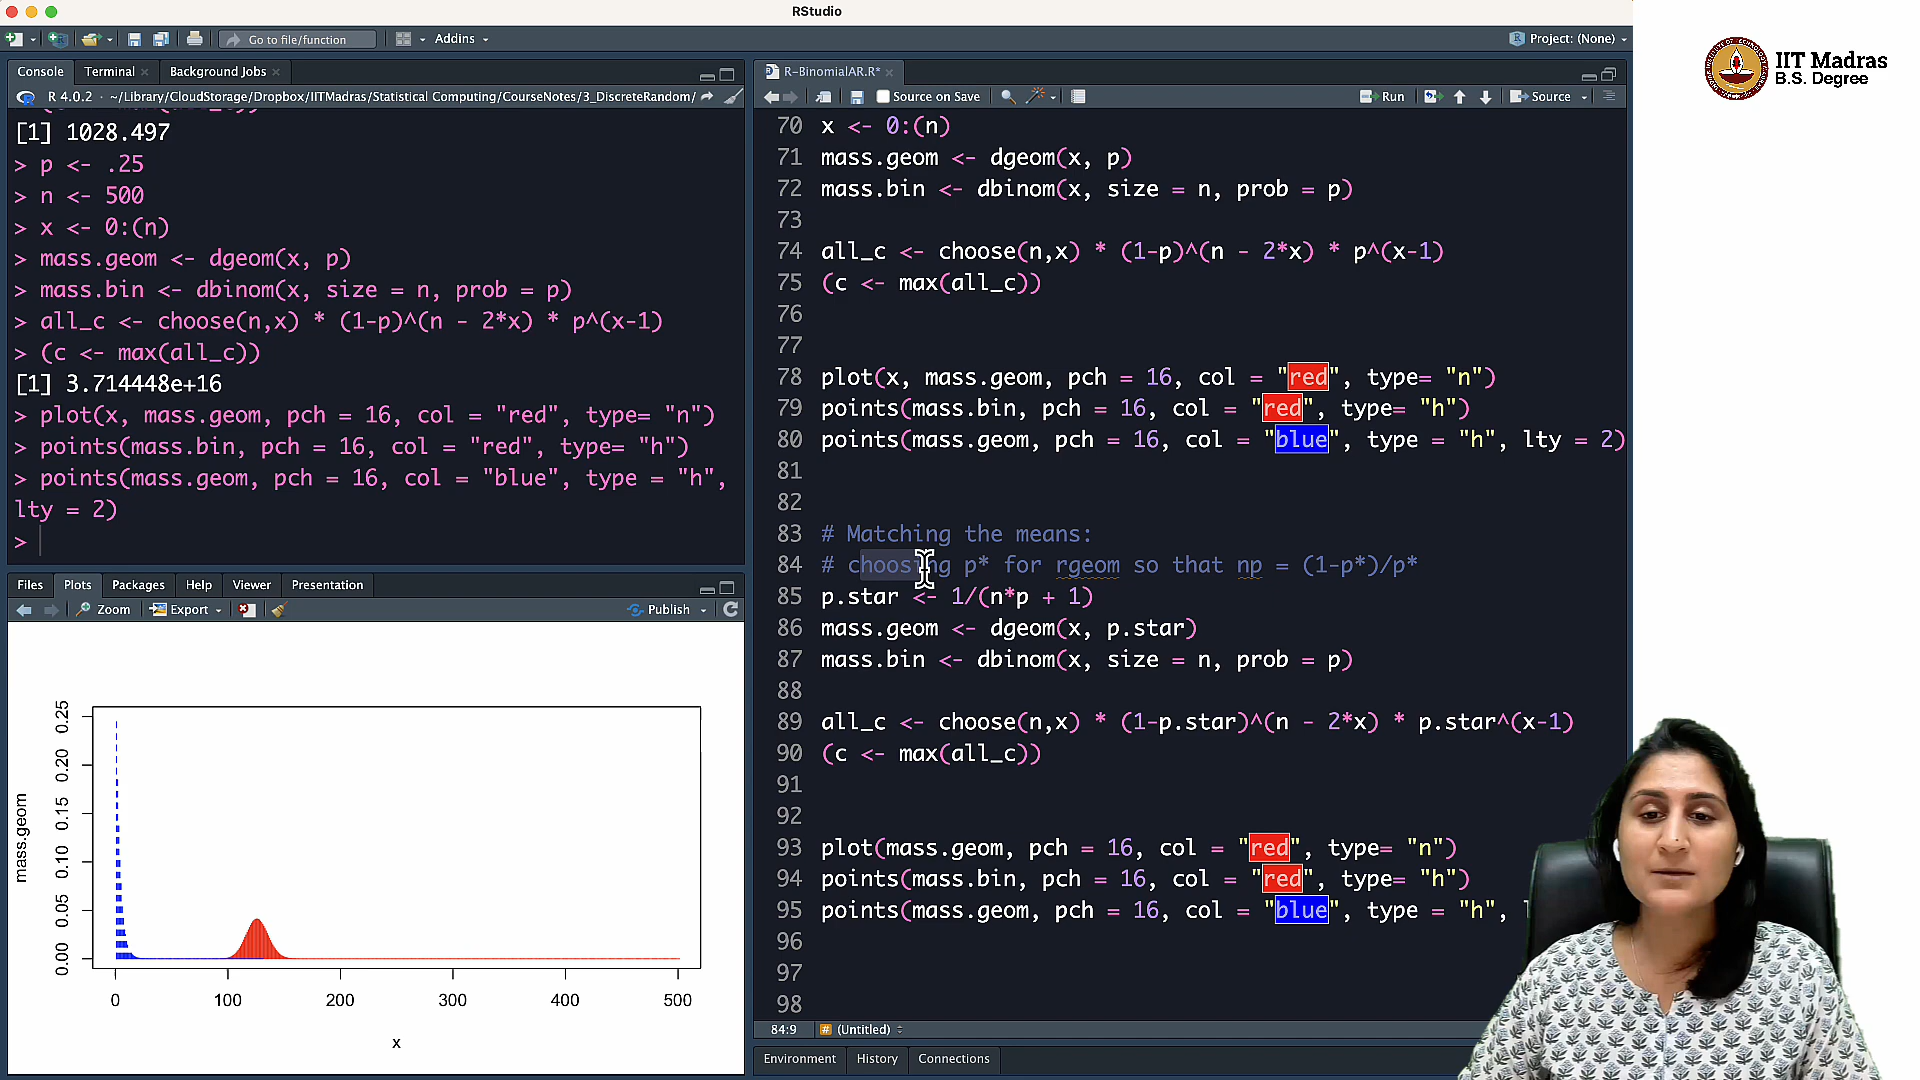 RStudio
Go to file/function
Addins
Project: (None)
Console
Terminal
Background Jobs
R 4.0.2 · ~/Library/CloudStorage/Dropbox/IITMadras/Statistical Computing/CourseNotes/3_DiscreteRandom/
[1] 1028.497
> p <- .25
> n <- 500
> x <- 0:(n)
> mass.geom <- dgeom(x, p)
> mass.bin <- dbinom(x, size = n, prob = p)
> all_c <- choose(n,x) * (1-p)^(n - 2*x) * p^(x-1)
> (c <- max(all_c))
[1] 3.714448e+16
> plot(x, mass.geom, pch = 16, col = "red", type= "n")
> points(mass.bin, pch = 16, col = "red", type= "h")
> points(mass.geom, pch = 16, col = "blue", type = "h",
lty = 2)
>
Files
Plots
Packages
Help
Viewer
Presentation
Zoom
Export
Publish
mass.geom
0.00 0.05 0.10 0.15 0.20 0.25
0 100 200 300 400 500
x
R-BinomialAR.R*
Source on Save
Run
Source
70 x <- 0:(n)
71 mass.geom <- dgeom(x, p)
72 mass.bin <- dbinom(x, size = n, prob = p)
73
74 all_c <- choose(n,x) * (1-p)^(n - 2*x) * p^(x-1)
75 (c <- max(all_c))
76
77
78 plot(x, mass.geom, pch = 16, col = "red", type= "n")
79 points(mass.bin, pch = 16, col = "red", type= "h")
80 points(mass.geom, pch = 16, col = "blue", type = "h", lty = 2)
81
82
83 # Matching the means:
84 # choosing p* for rgeom so that np = (1-p*)/p*
85 p.star <- 1/(n*p + 1)
86 mass.geom <- dgeom(x, p.star)
87 mass.bin <- dbinom(x, size = n, prob = p)
88
89 all_c <- choose(n,x) * (1-p.star)^(n - 2*x) * p.star^(x-1)
90 (c <- max(all_c))
91
92
93 plot(mass.geom, pch = 16, col = "red", type= "n")
94 points(mass.bin, pch = 16, col = "red", type= "h")
95 points(mass.geom, pch = 16, col = "blue", type = "h",
96
97
98
84:9
# (Untitled)
Environment
History
Connections
IIT Madras
B.S. Degree